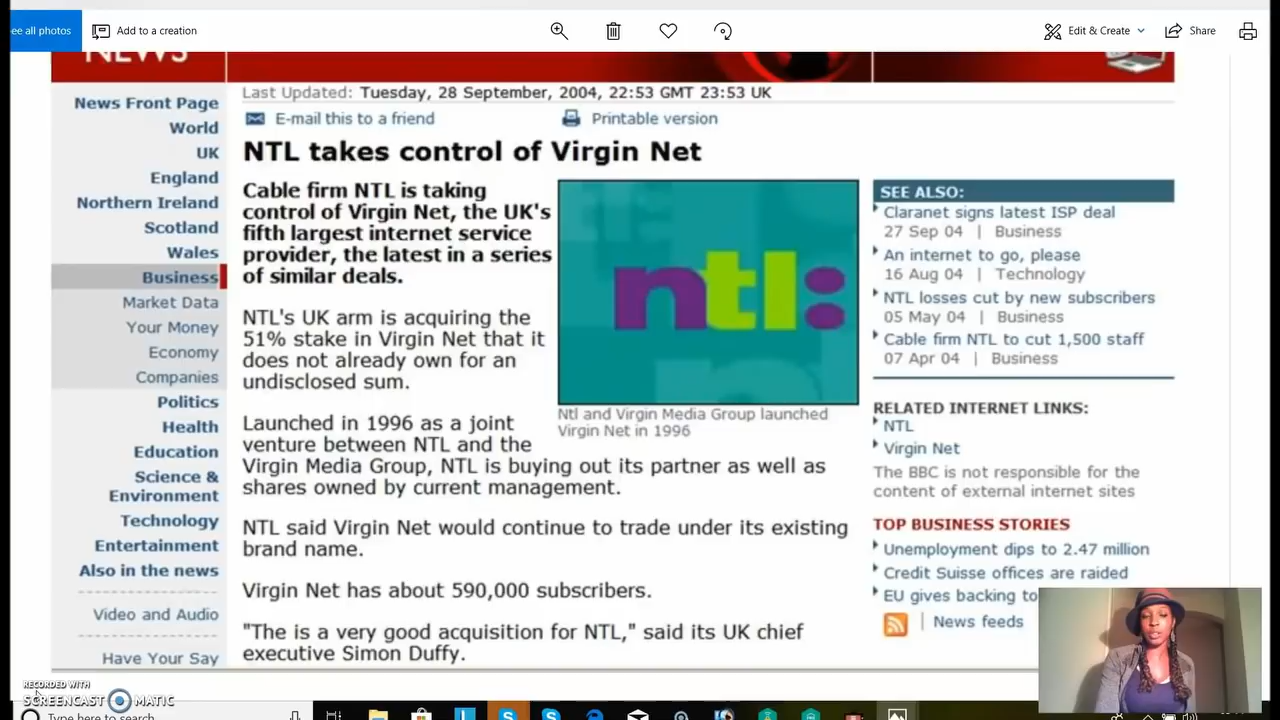 ee all photos
Add to a creation
Edit & Create
Share
NEWS
Last Updated: Tuesday, 28 September, 2004, 22:53 GMT 23:53 UK
E-mail this to a friend
Printable version
News Front Page
World
UK
England
Northern Ireland
Scotland
Wales
Business
Market Data
Your Money
Economy
Companies
Politics
Health
Education
Science &
Environment
Technology
Entertainment
Also in the news
Video and Audio
Have Your Say
NTL takes control of Virgin Net
Cable firm NTL is taking
control of Virgin Net, the UK's
fifth largest internet service
provider, the latest in a series
of similar deals.
NTL's UK arm is acquiring the
51% stake in Virgin Net that it
does not already own for an
undisclosed sum.
Launched in 1996 as a joint
venture between NTL and the
Virgin Media Group, NTL is buying out its partner as well as
shares owned by current management.
NTL said Virgin Net would continue to trade under its existing
brand name.
Virgin Net has about 590,000 subscribers.
"The is a very good acquisition for NTL," said its UK chief
executive Simon Duffy.
ntl:
Ntl and Virgin Media Group launched
Virgin Net in 1996
SEE ALSO:
Claranet signs latest ISP deal
27 Sep 04 | Business
An internet to go, please
16 Aug 04 | Technology
NTL losses cut by new subscribers
05 May 04 | Business
Cable firm NTL to cut 1,500 staff
07 Apr 04 | Business
RELATED INTERNET LINKS:
NTL
Virgin Net
The BBC is not responsible for the
content of external internet sites
TOP BUSINESS STORIES
Unemployment dips to 2.47 million
Credit Suisse offices are raided
EU gives backing to
News feeds
RECORDED WITH
SCREENCAST MATIC
Type here to search